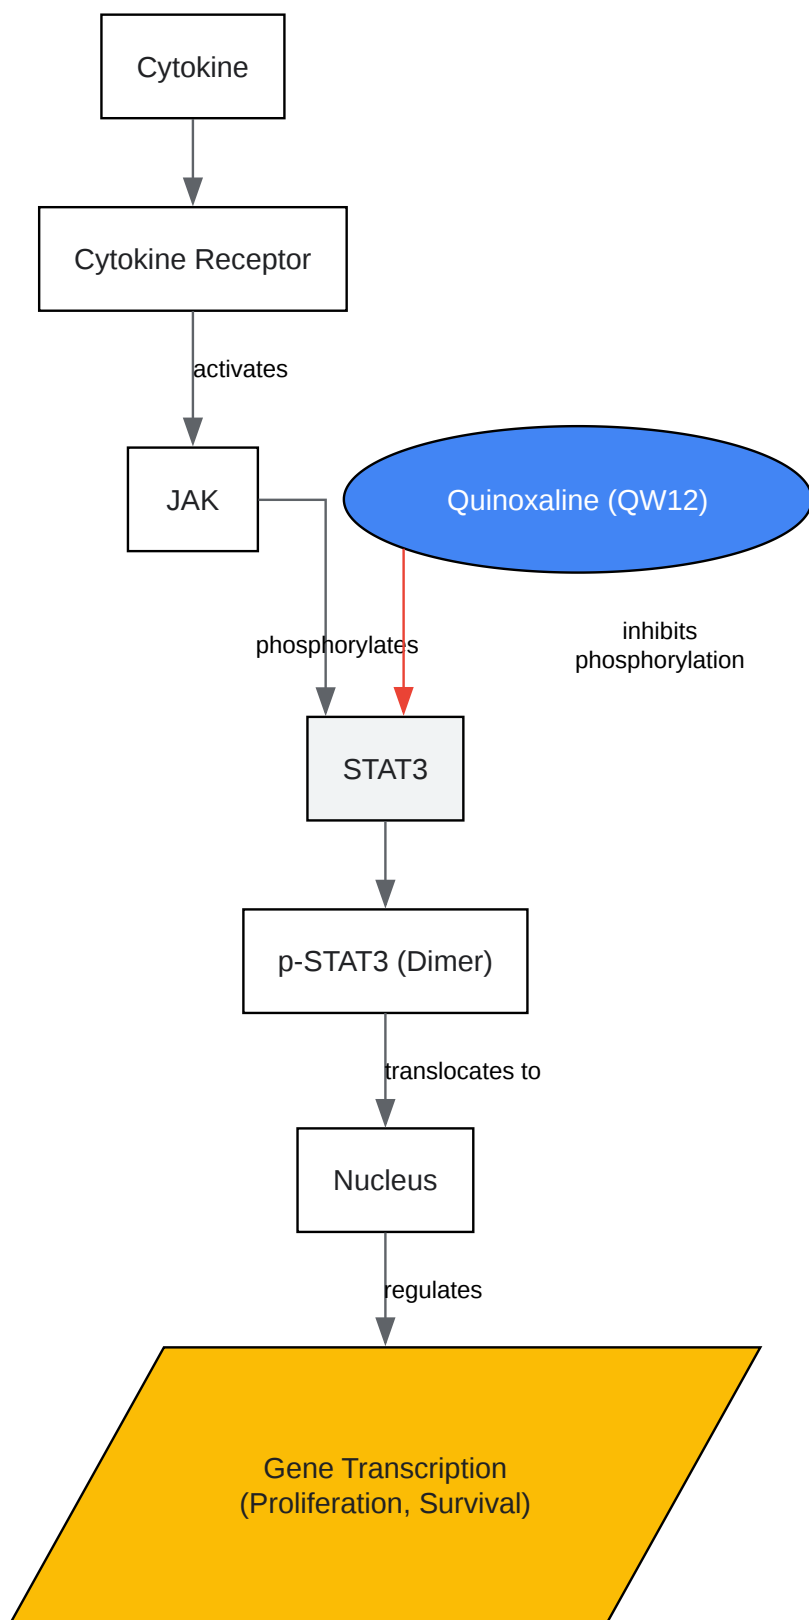 Cytokine
Cytokine Receptor
activates
JAK
Quinoxaline (QW12)
phosphorylates
inhibits
phosphorylation
STAT3
p-STAT3 (Dimer)
translocates to
Nucleus
regulates
Gene Transcription
(Proliferation, Survival)